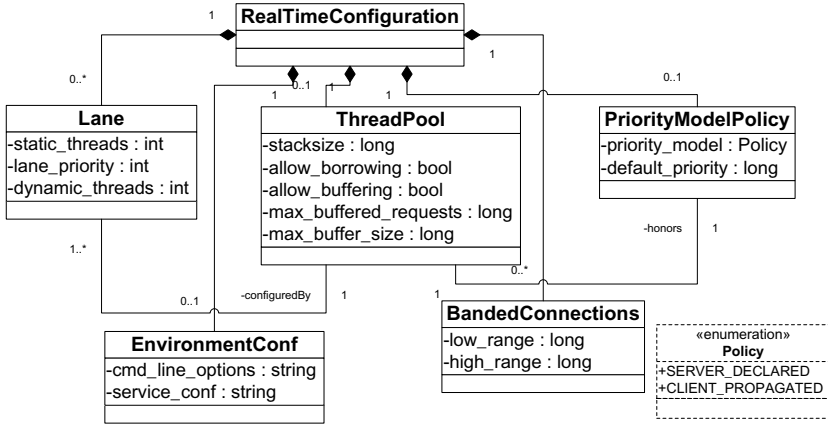 RealTimeConfiguration
1
1
0..*
1
0..1
1
1
0..1
Lane
-static_threads : int
-lane_priority : int
-dynamic_threads : int
ThreadPool
-stacksize : long
-allow_borrowing : bool
-allow_buffering : bool
-max_buffered_requests : long
-max_buffer_size : long
PriorityModelPolicy
-priority_model : Policy
-default_priority : long
1..*
-honors
1
0..*
0..1
-configuredBy
1
1
EnvironmentConf
-cmd_line_options : string
-service_conf : string
BandedConnections
-low_range : long
-high_range : long
«enumeration»
Policy
+SERVER_DECLARED
+CLIENT_PROPAGATED